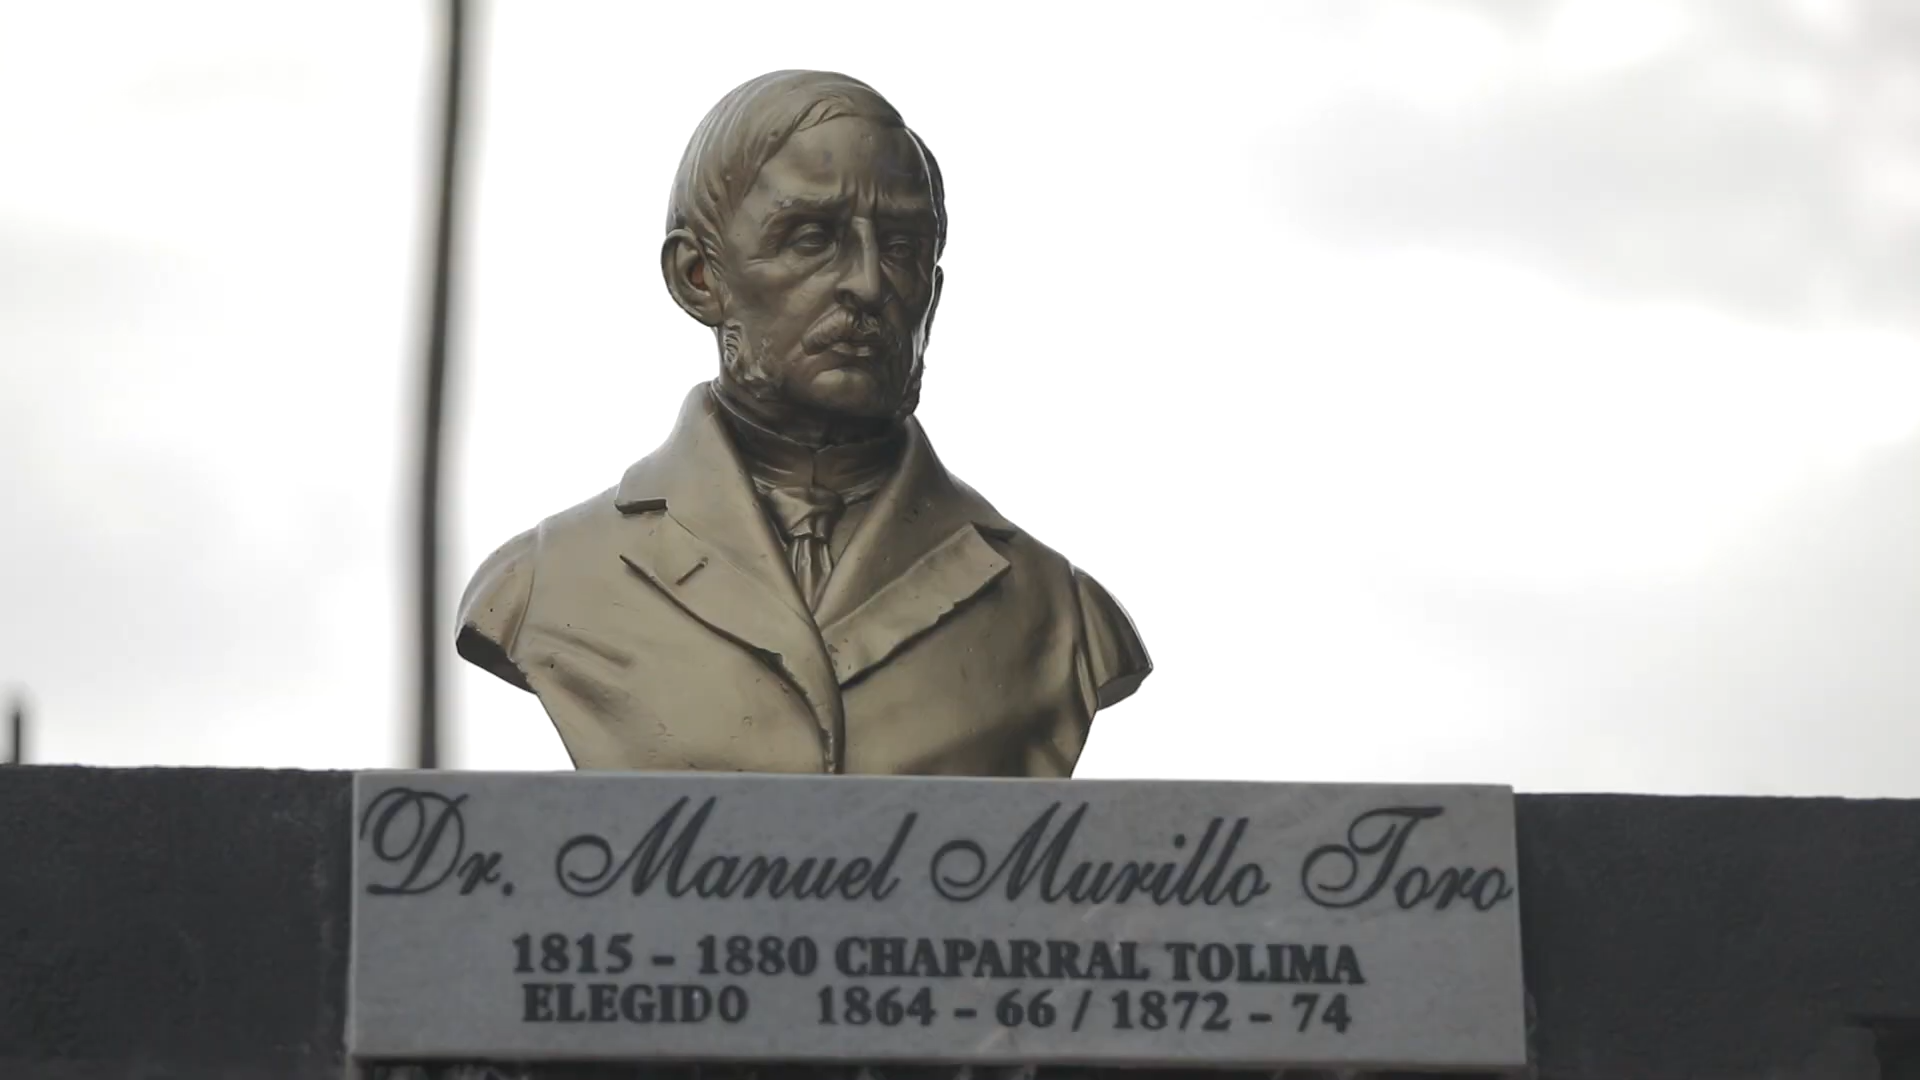 Dr. Manuel Murillo Toro
1815 - 1880 CHAPARRAL TOLIMA
ELEGIDO 1864 - 66 / 1872 - 74